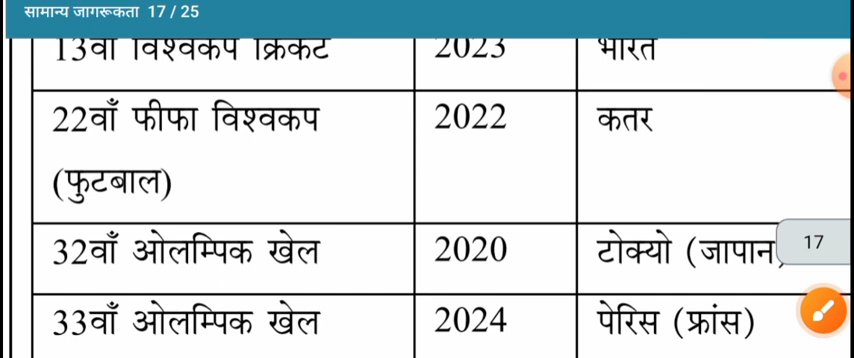 सामान्य जागरूकता 17 / 25
13वाँ विश्वकप क्रिकेट 2023 भारत
22वाँ फीफा विश्वकप 2022 कतर
(फुटबाल)
32वाँ ओलम्पिक खेल 2020 टोक्यो (जापान)
17
33वाँ ओलम्पिक खेल 2024 पेरिस (फ्रांस)